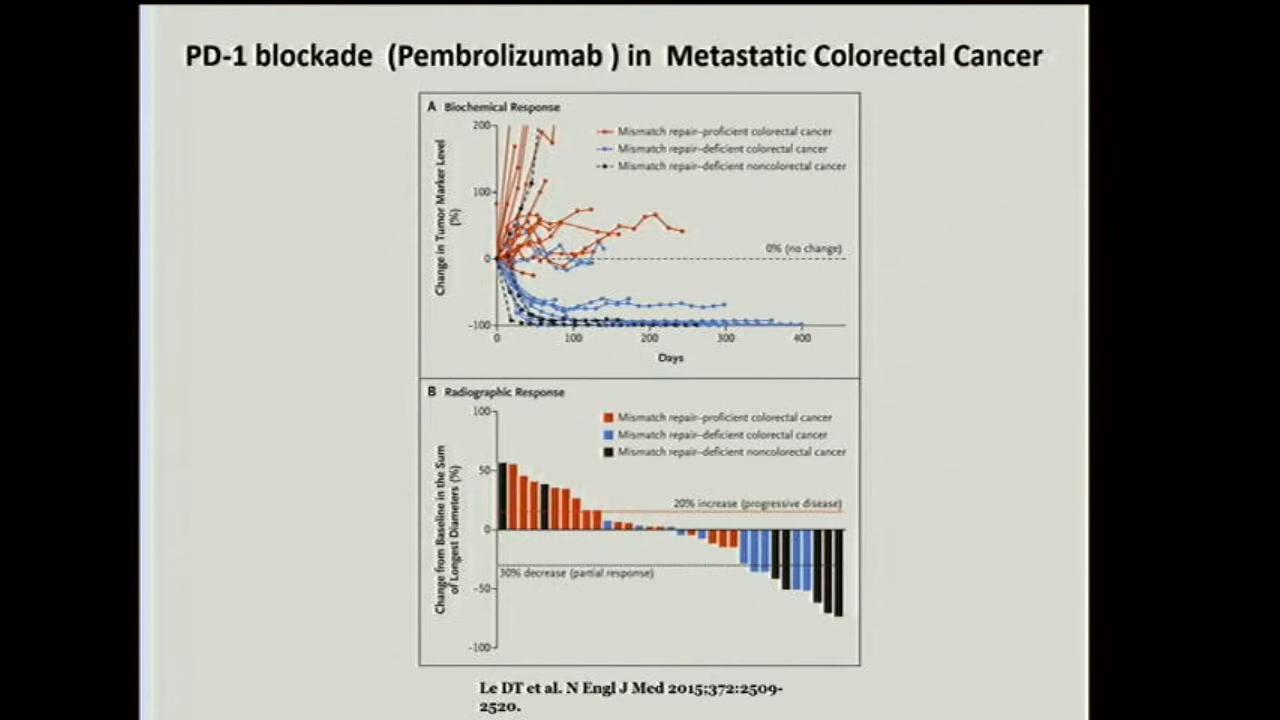 PD-1 blockade (Pembrolizumab ) in Metastatic Colorectal Cancer
A Biochemical Response
200
100
0
-100
Change in Tumor Marker Level
(%)
Mismatch repair–proficient colorectal cancer
Mismatch repair–deficient colorectal cancer
Mismatch repair–deficient noncolorectal cancer
0% (no change)
0 100 200 300 400
Days
B Radiographic Response
100
50
0
-50
-100
Change from Baseline in the Sum
of Longest Diameters (%)
Mismatch repair–proficient colorectal cancer
Mismatch repair–deficient colorectal cancer
Mismatch repair–deficient noncolorectal cancer
20% increase (progressive disease)
30% decrease (partial response)
Le DT et al. N Engl J Med 2015;372:2509-
2520.